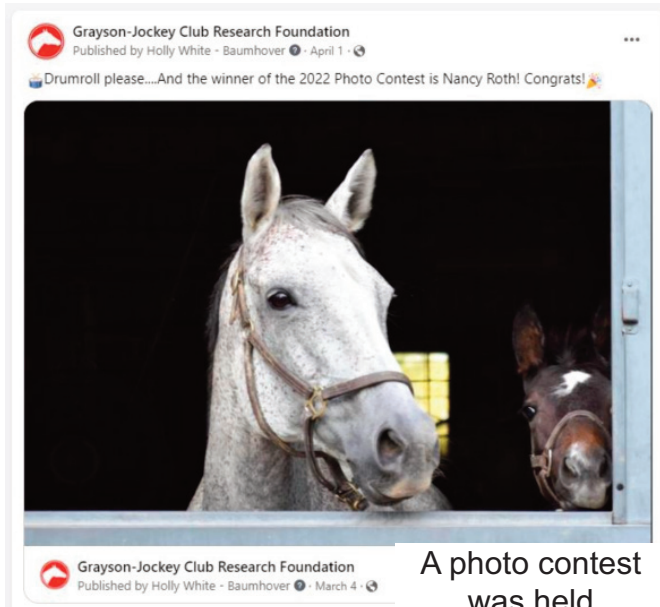 Grayson-Jockey Club Research Foundation
Published by Holly White - Baumhover · April 1 ·
Drumroll please....And the winner of the 2022 Photo Contest is Nancy Roth! Congrats!
Grayson-Jockey Club Research Foundation
Published by Holly White - Baumhover · March 4 ·
A photo contest
was held